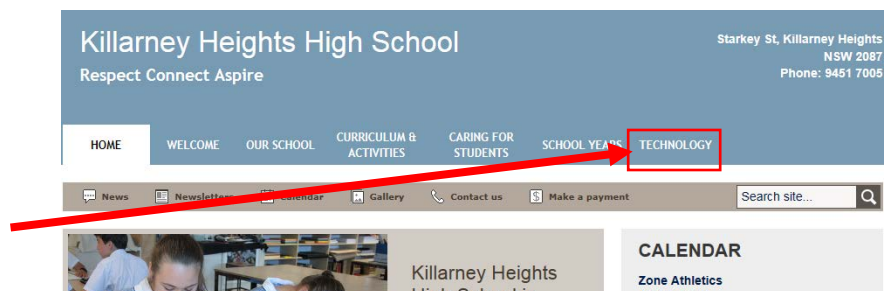 Killarney Heights High School
Respect Connect Aspire
Starkey St, Killarney Heights
NSW 2087
Phone: 9451 7005
HOME
WELCOME
OUR SCHOOL
CURRICULUM &
ACTIVITIES
CARING FOR
STUDENTS
SCHOOL YEARS
TECHNOLOGY
News
Newsletters
Calendar
Gallery
Contact us
Make a payment
Search site...
Killarney Heights
CALENDAR
Zone Athletics